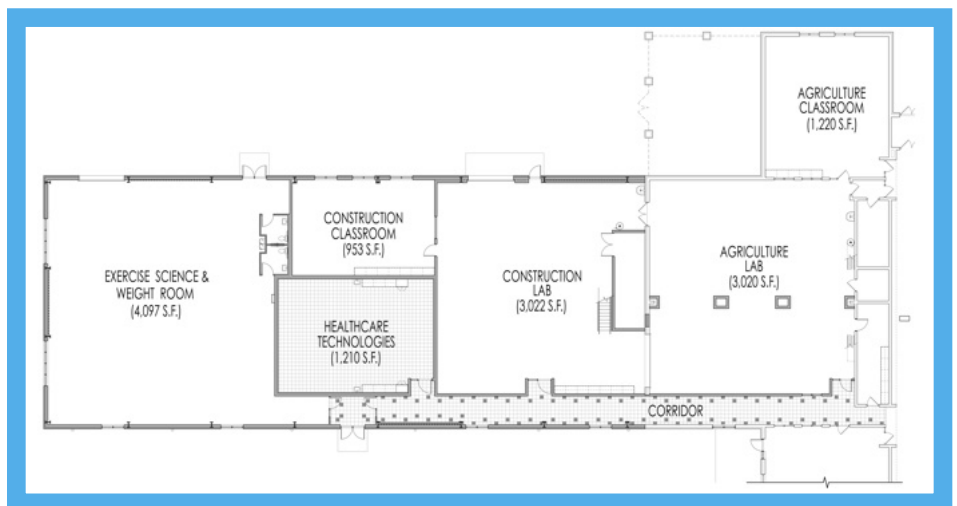 AGRICULTURE
CLASSROOM
(1,220 S.F.)
CONSTRUCTION
CLASSROOM
(953 S.F.)
EXERCISE SCIENCE &
WEIGHT ROOM
(4,097 S.F.)
CONSTRUCTION
LAB
(3,022 S.F.)
AGRICULTURE
LAB
(3,020 S.F.)
HEALTHCARE
TECHNOLOGIES
(1,210 S.F.)
CORRIDOR